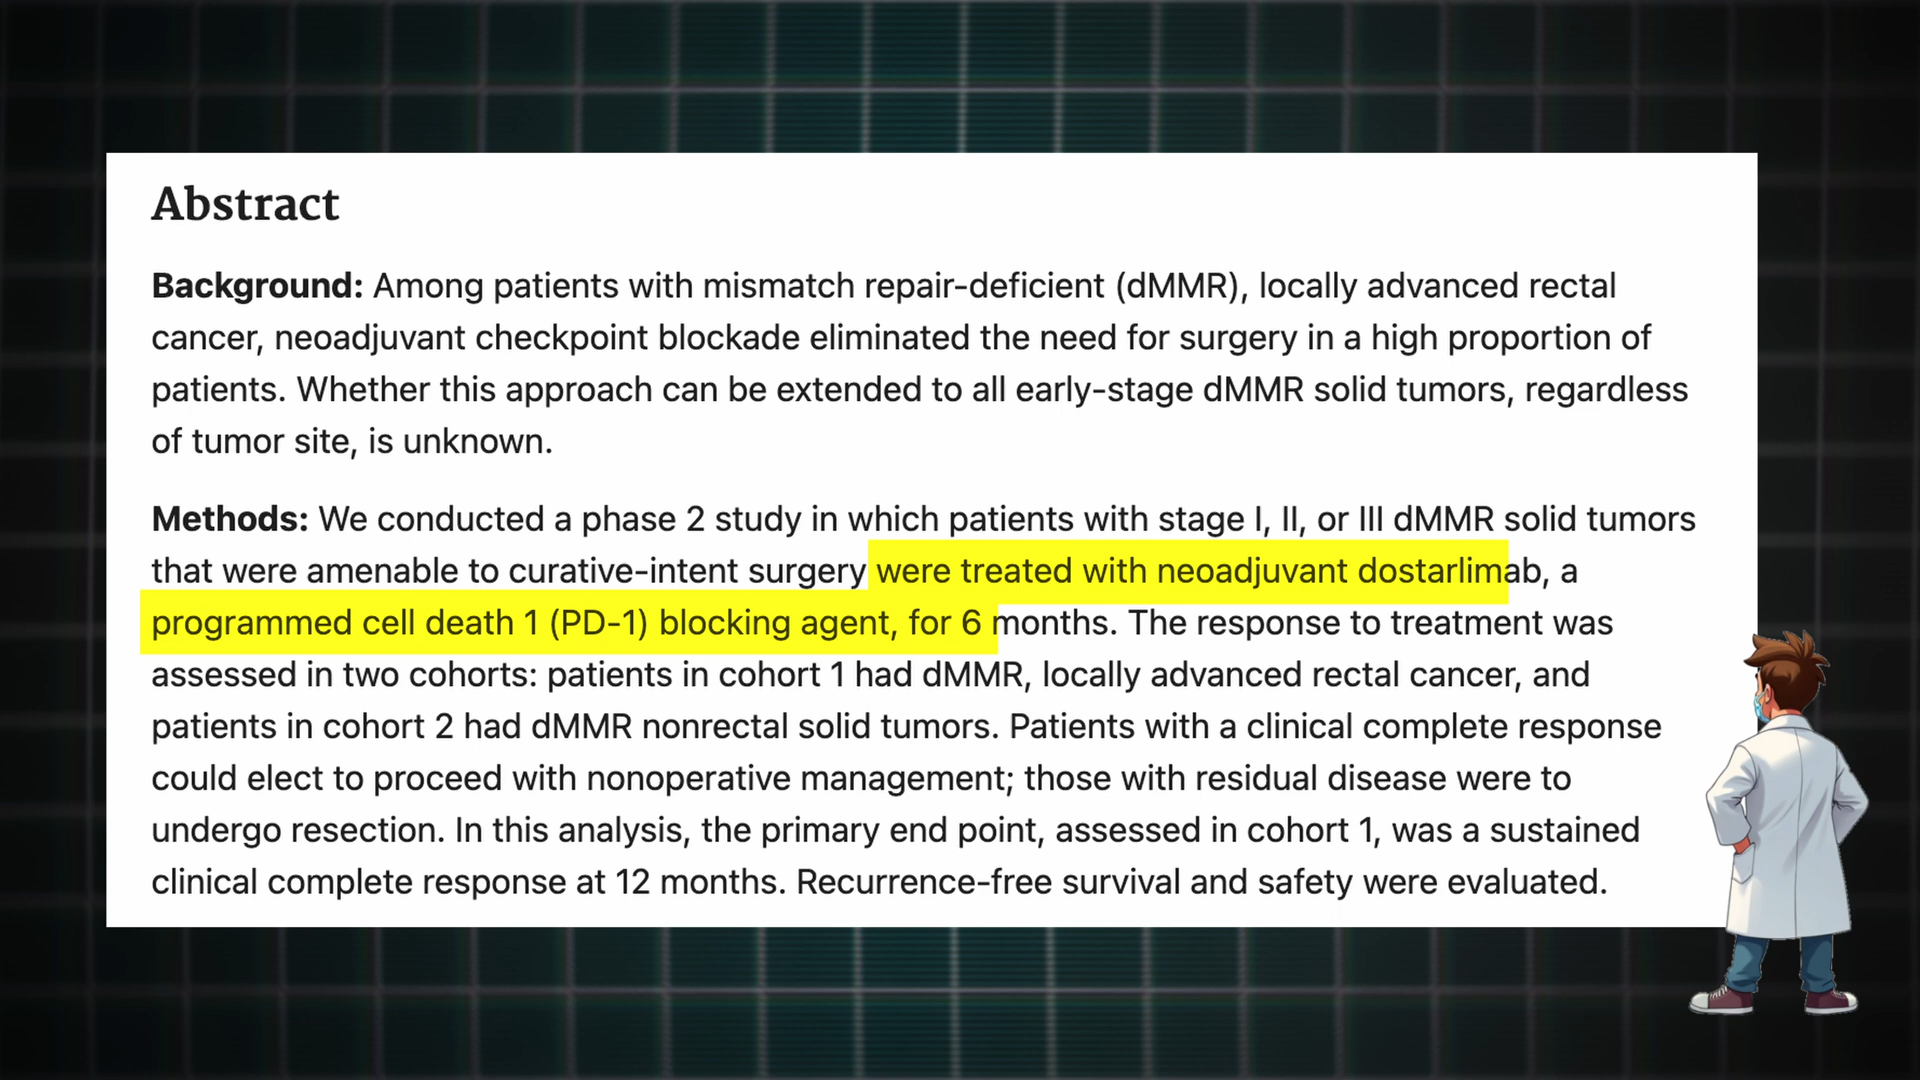 Abstract
Background: Among patients with mismatch repair-deficient (dMMR), locally advanced rectal
cancer, neoadjuvant checkpoint blockade eliminated the need for surgery in a high proportion of
patients. Whether this approach can be extended to all early-stage dMMR solid tumors, regardless
of tumor site, is unknown.
Methods: We conducted a phase 2 study in which patients with stage I, II, or III dMMR solid tumors
that were amenable to curative-intent surgery were treated with neoadjuvant dostarlimab, a
programmed cell death 1 (PD-1) blocking agent, for 6 months. The response to treatment was
assessed in two cohorts: patients in cohort 1 had dMMR, locally advanced rectal cancer, and
patients in cohort 2 had dMMR nonrectal solid tumors. Patients with a clinical complete response
could elect to proceed with nonoperative management; those with residual disease were to
undergo resection. In this analysis, the primary end point, assessed in cohort 1, was a sustained
clinical complete response at 12 months. Recurrence-free survival and safety were evaluated.